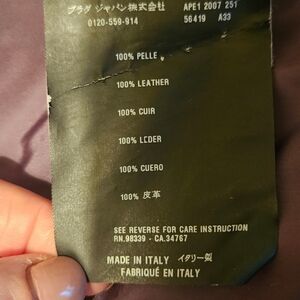 プラダ ジャパン株式会社 APE1 2007 251
0120-559-914 56419 A33
100% PELLE
100% LEATHER
100% CUIR
100% LEDER
100% CUERO
100% 皮革
SEE REVERSE FOR CARE INSTRUCTION
RN.98339 - CA.34767
MADE IN ITALY イタリー製
FABRIQUÉ EN ITALY